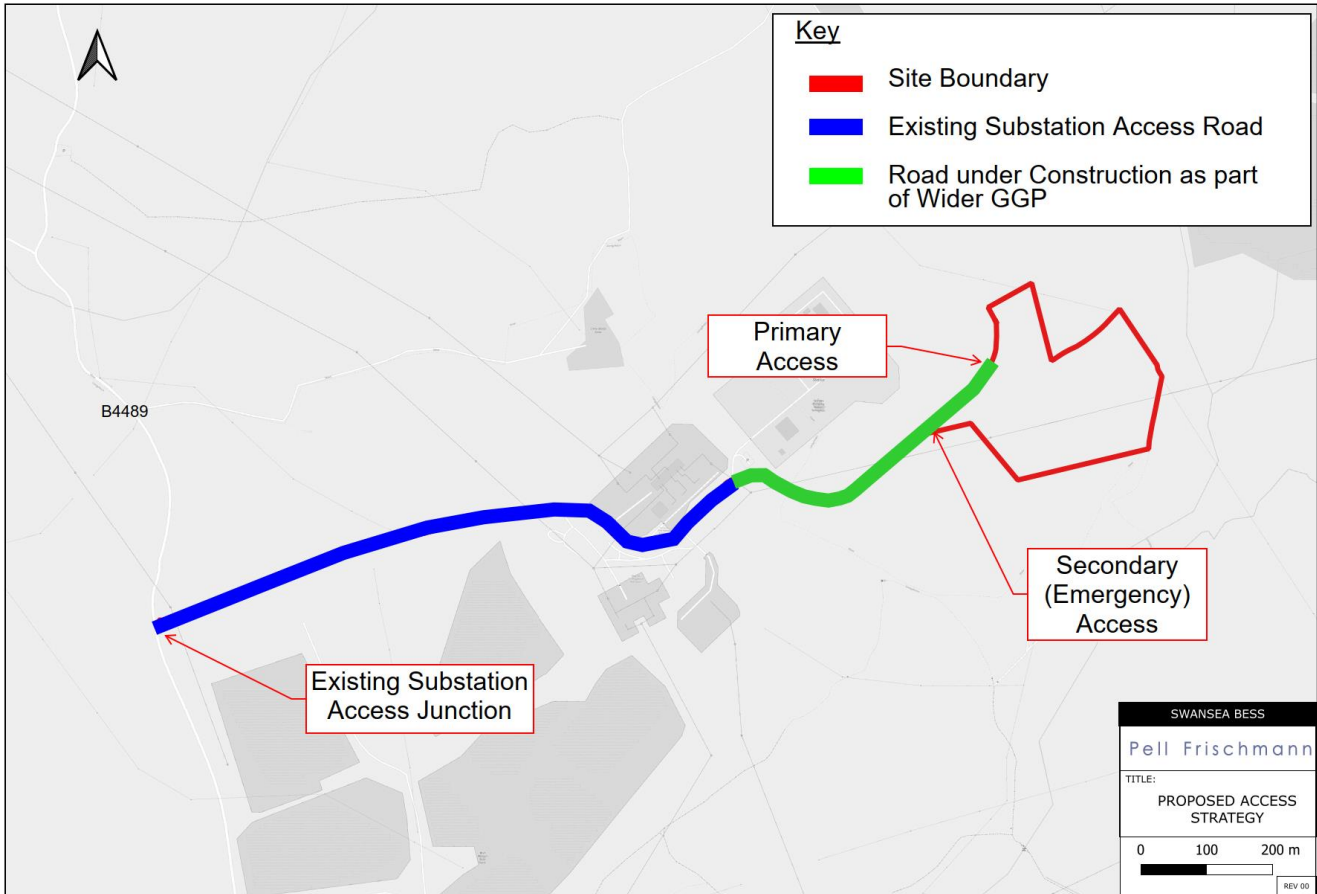 Key
Site Boundary
Existing Substation Access Road
Road under Construction as part
of Wider GGP
Primary
Access
B4489
Secondary
(Emergency)
Access
Existing Substation
Access Junction
SWANSEA BESS
Pell Frischmann
TITLE:
PROPOSED ACCESS
STRATEGY
0 100 200 m
REV 00